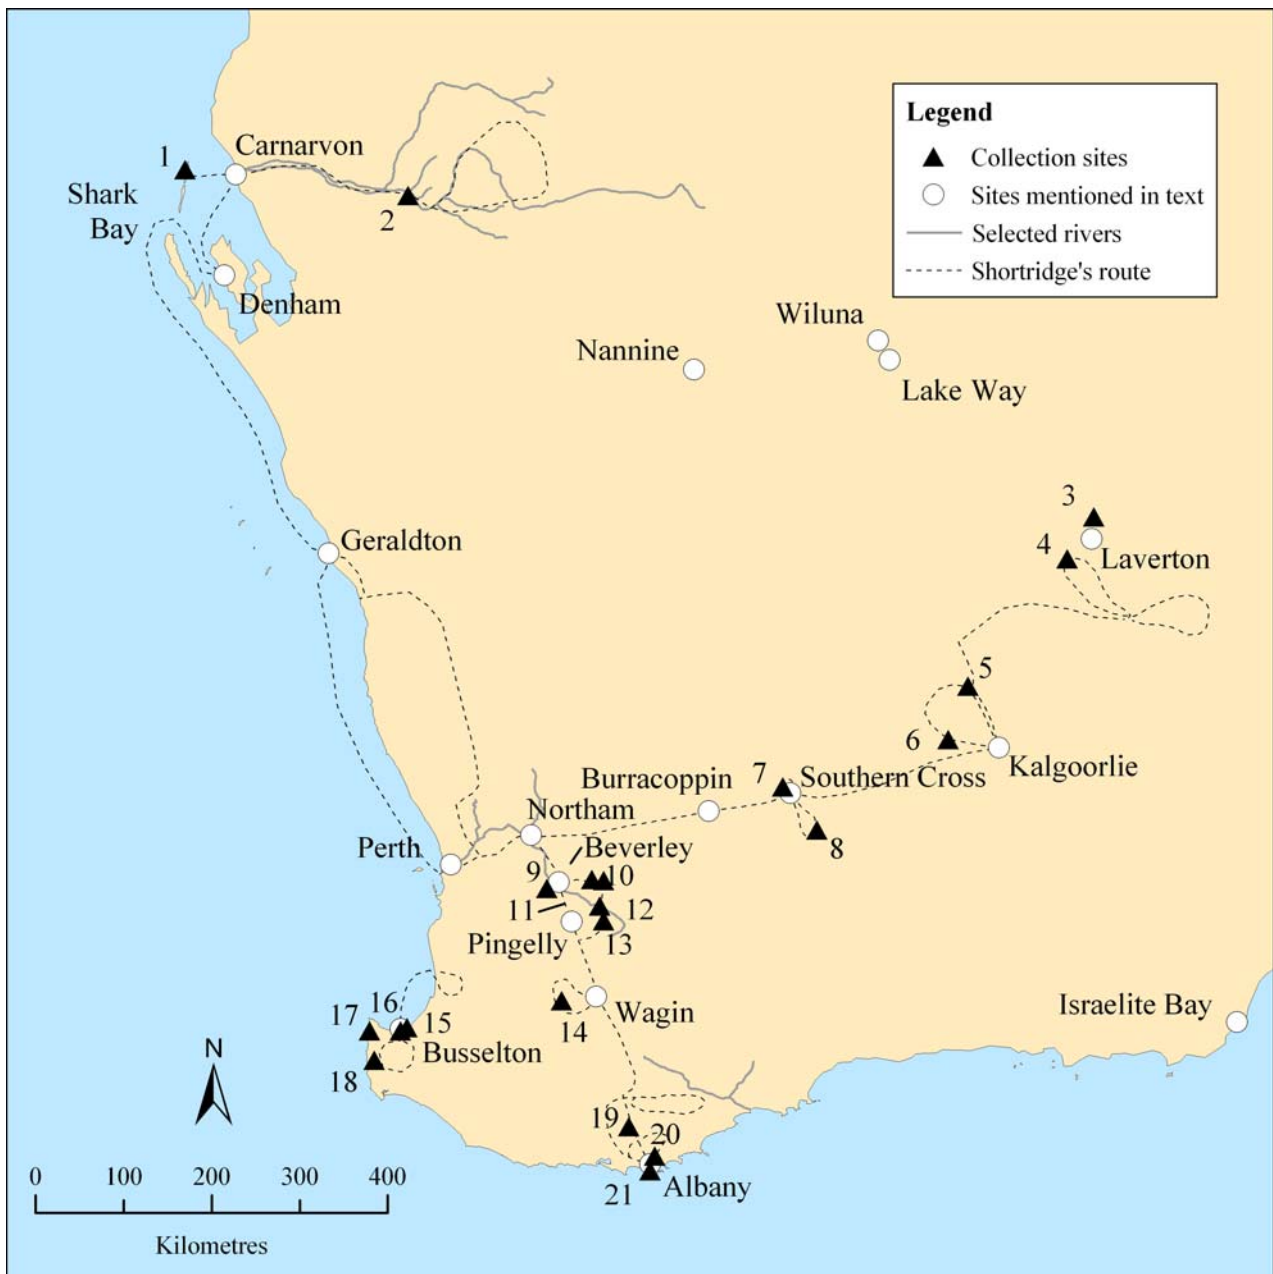 Legend
Collection sites
Sites mentioned in text
Selected rivers
Shortridge's route
Carnarvon
1
Shark
Bay
2
Denham
Wiluna
Nannine
Lake Way
3
Geraldton
4
Laverton
5
6
Kalgoorlie
7
Southern Cross
Burracoppin
Northam
8
Perth
Beverley
9
10
11
12
Pingelly
13
16
17
15
14
Wagin
Israelite Bay
Busselton
18
N
19
20
21
Albany
0
100
200
300
400
Kilometres